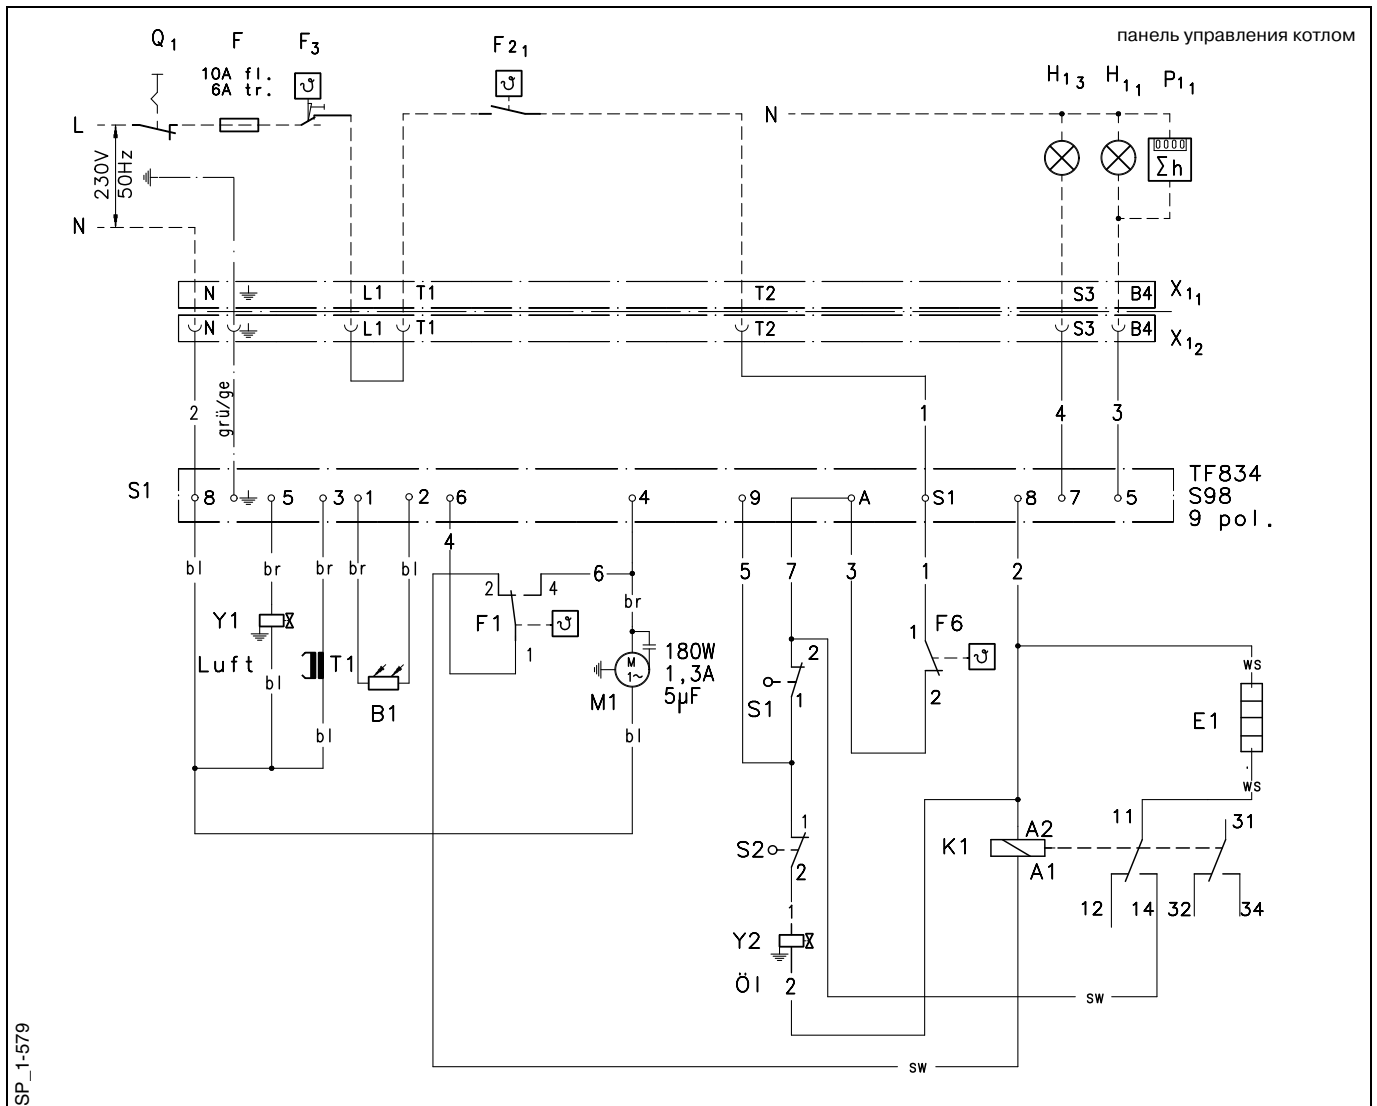 панель управления котлом
Q1 F F3 F21
H13 H11 P11
10A fl.
6A tr.
ϑ ϑ
L N
0000
Σh
230V
50Hz
N
N L1 T1 T2 S3 B4 X11
N L1 T1 T2 S3 B4 X12
2 grü/ge 1 4 3
S1 8 5 3 1 2 6 4 9 A S1 8 7 5
TF834
S98
9 pol.
4
bl br br br bl 6 5 7 3 1 2
2 4
br
Y1 F1 ϑ 1 F6 ϑ
Luft T1 1 M 1~ 180W
1,3A
5µF
2 ws
bl B1 M1 S1 1 2 E1
bl bl
ws
11 31
1 K1 A2
S2 A1
2
12 14 32 34
1
Y2
Öl 2
sw
sw
SP_1-579